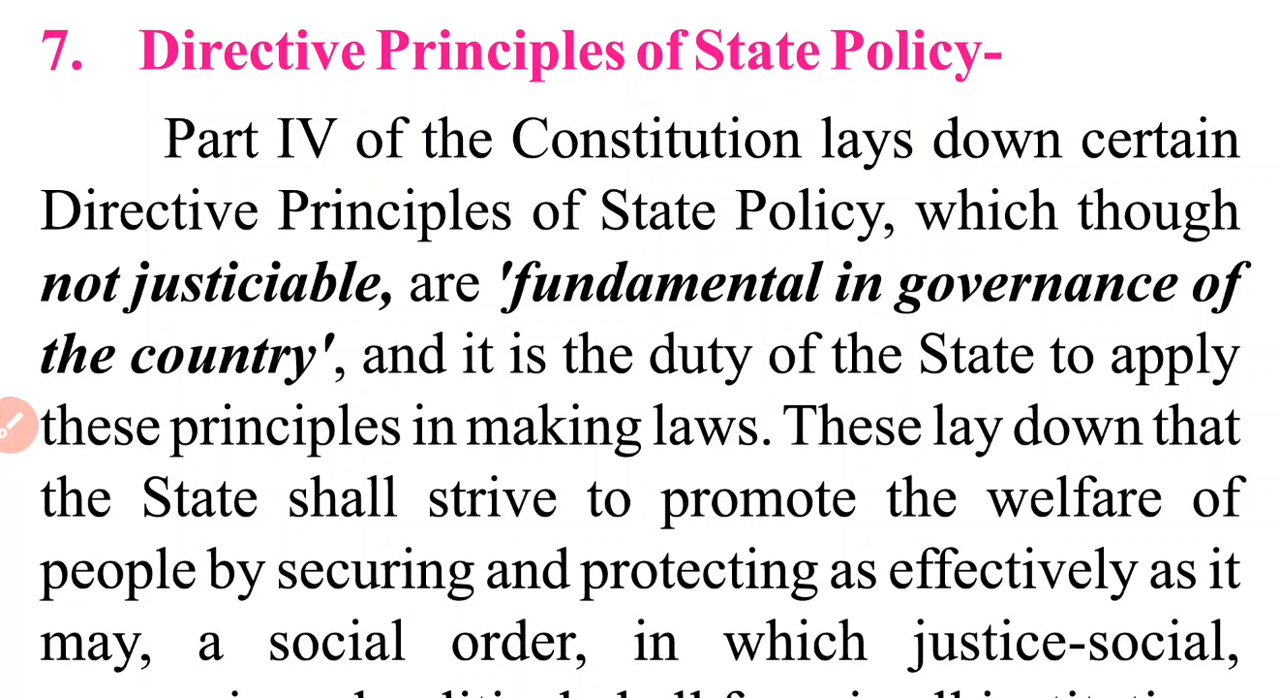 7. Directive Principles of State Policy-
Part IV of the Constitution lays down certain
Directive Principles of State Policy, which though
not justiciable, are 'fundamental in governance of
the country', and it is the duty of the State to apply
these principles in making laws. These lay down that
the State shall strive to promote the welfare of
people by securing and protecting as effectively as it
may, a social order, in which justice-social,